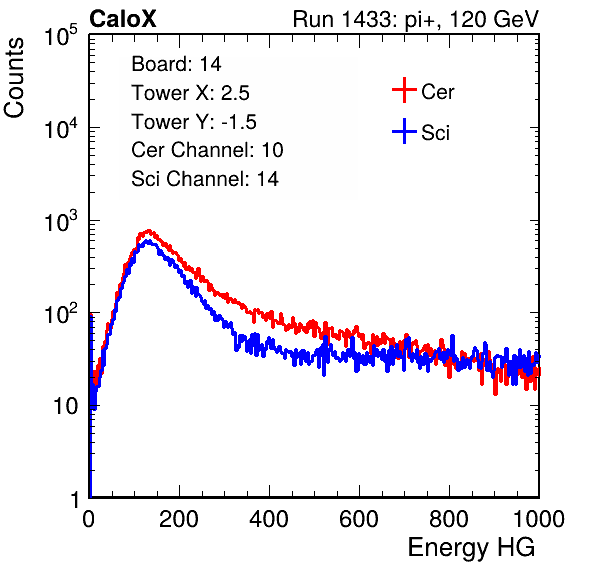 CaloX Run 1433: pi+, 120 GeV
Counts
Board: 14
Tower X: 2.5
Tower Y: -1.5
Cer Channel: 10
Sci Channel: 14
Cer
Sci
10^5
10^4
10^3
10^2
10
1
0 200 400 600 800 1000
Energy HG